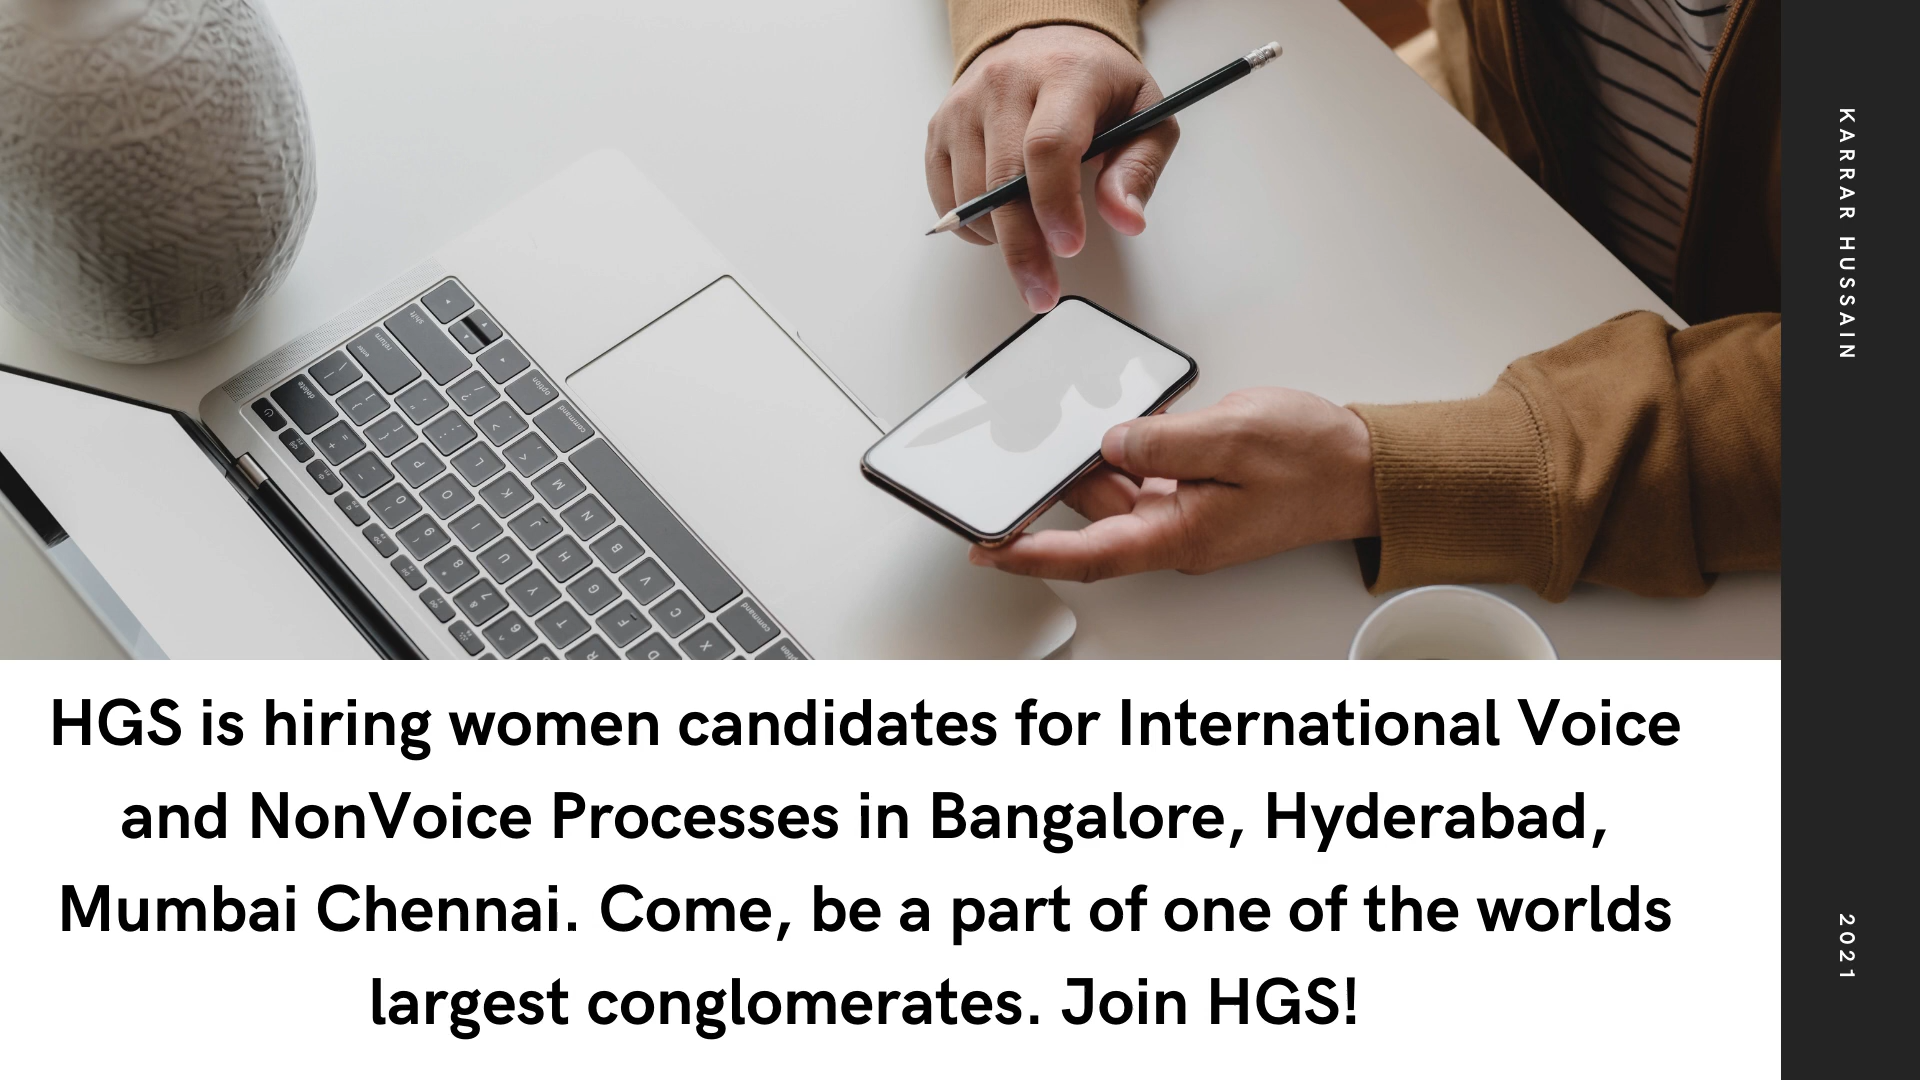 HGS is hiring women candidates for International Voice
and NonVoice Processes in Bangalore, Hyderabad,
Mumbai Chennai. Come, be a part of one of the worlds
largest conglomerates. Join HGS!
KARRAR HUSSAIN
2021